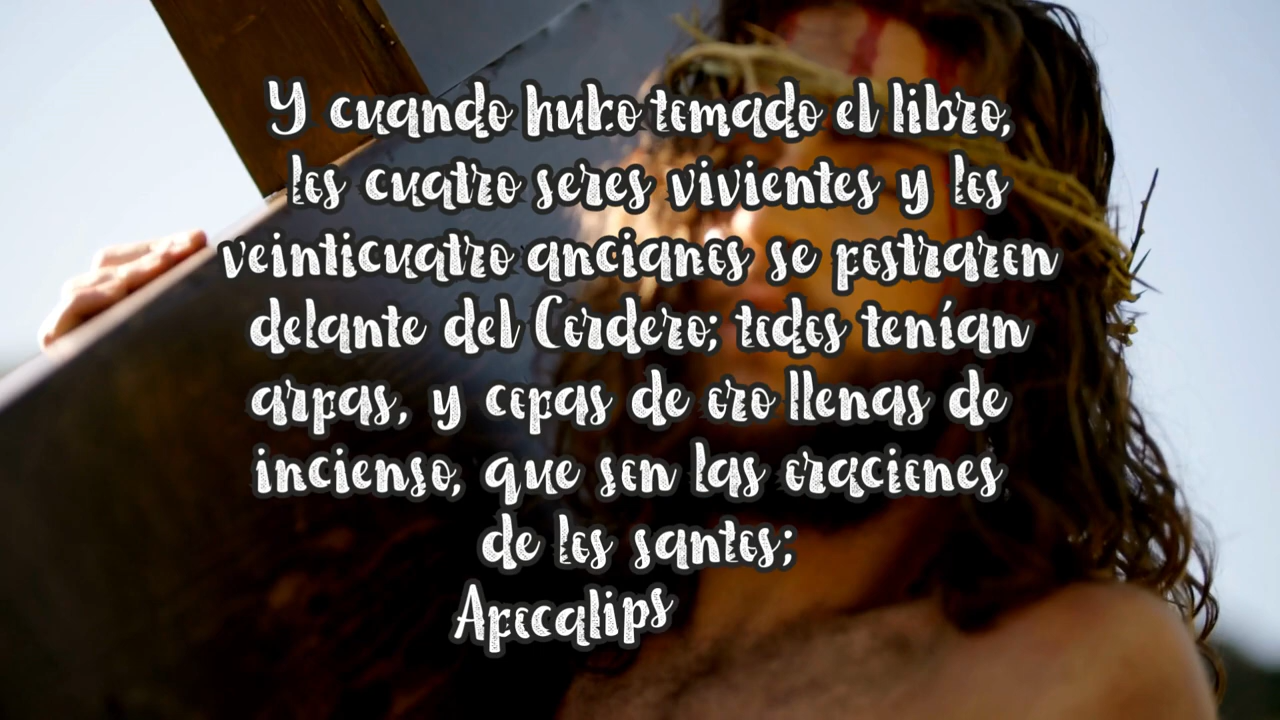 Y cuando hubo tomado el libro,
los cuatro seres vivientes y los
veinticuatro ancianos se postraron
delante del Cordero; todos tenían
arpas, y copas de oro llenas de
incienso, que son las oraciones
de los santos;
Apocalips